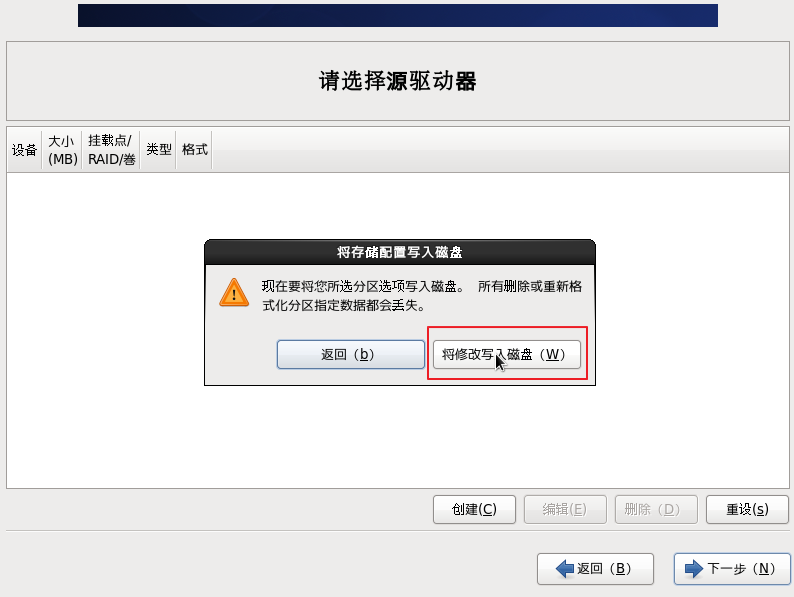 请选择源驱动器
设备
大小
(MB)
挂载点/
RAID/卷
类型
格式
将存储配置写入磁盘
现在要将您所选分区选项写入磁盘。 所有删除或重新格
式化分区指定数据都会丢失。
返回（b）
将修改写入磁盘（W）
创建(C)
编辑(E)
删除（D）
重设(s)
返回（B）
下一步（N）